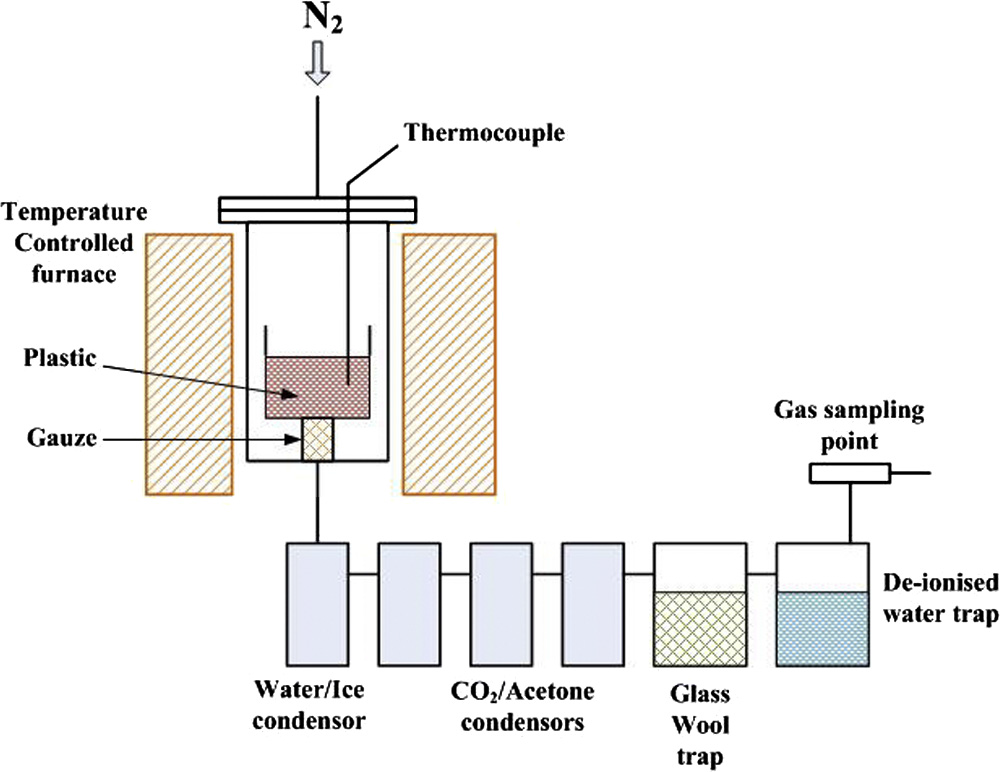 N₂
Thermocouple
Temperature
Controlled
furnace
Plastic
Gauze
Gas sampling
point
De-ionised
water trap
Water/Ice
condensor
CO₂/Acetone
condensors
Glass
Wool
trap